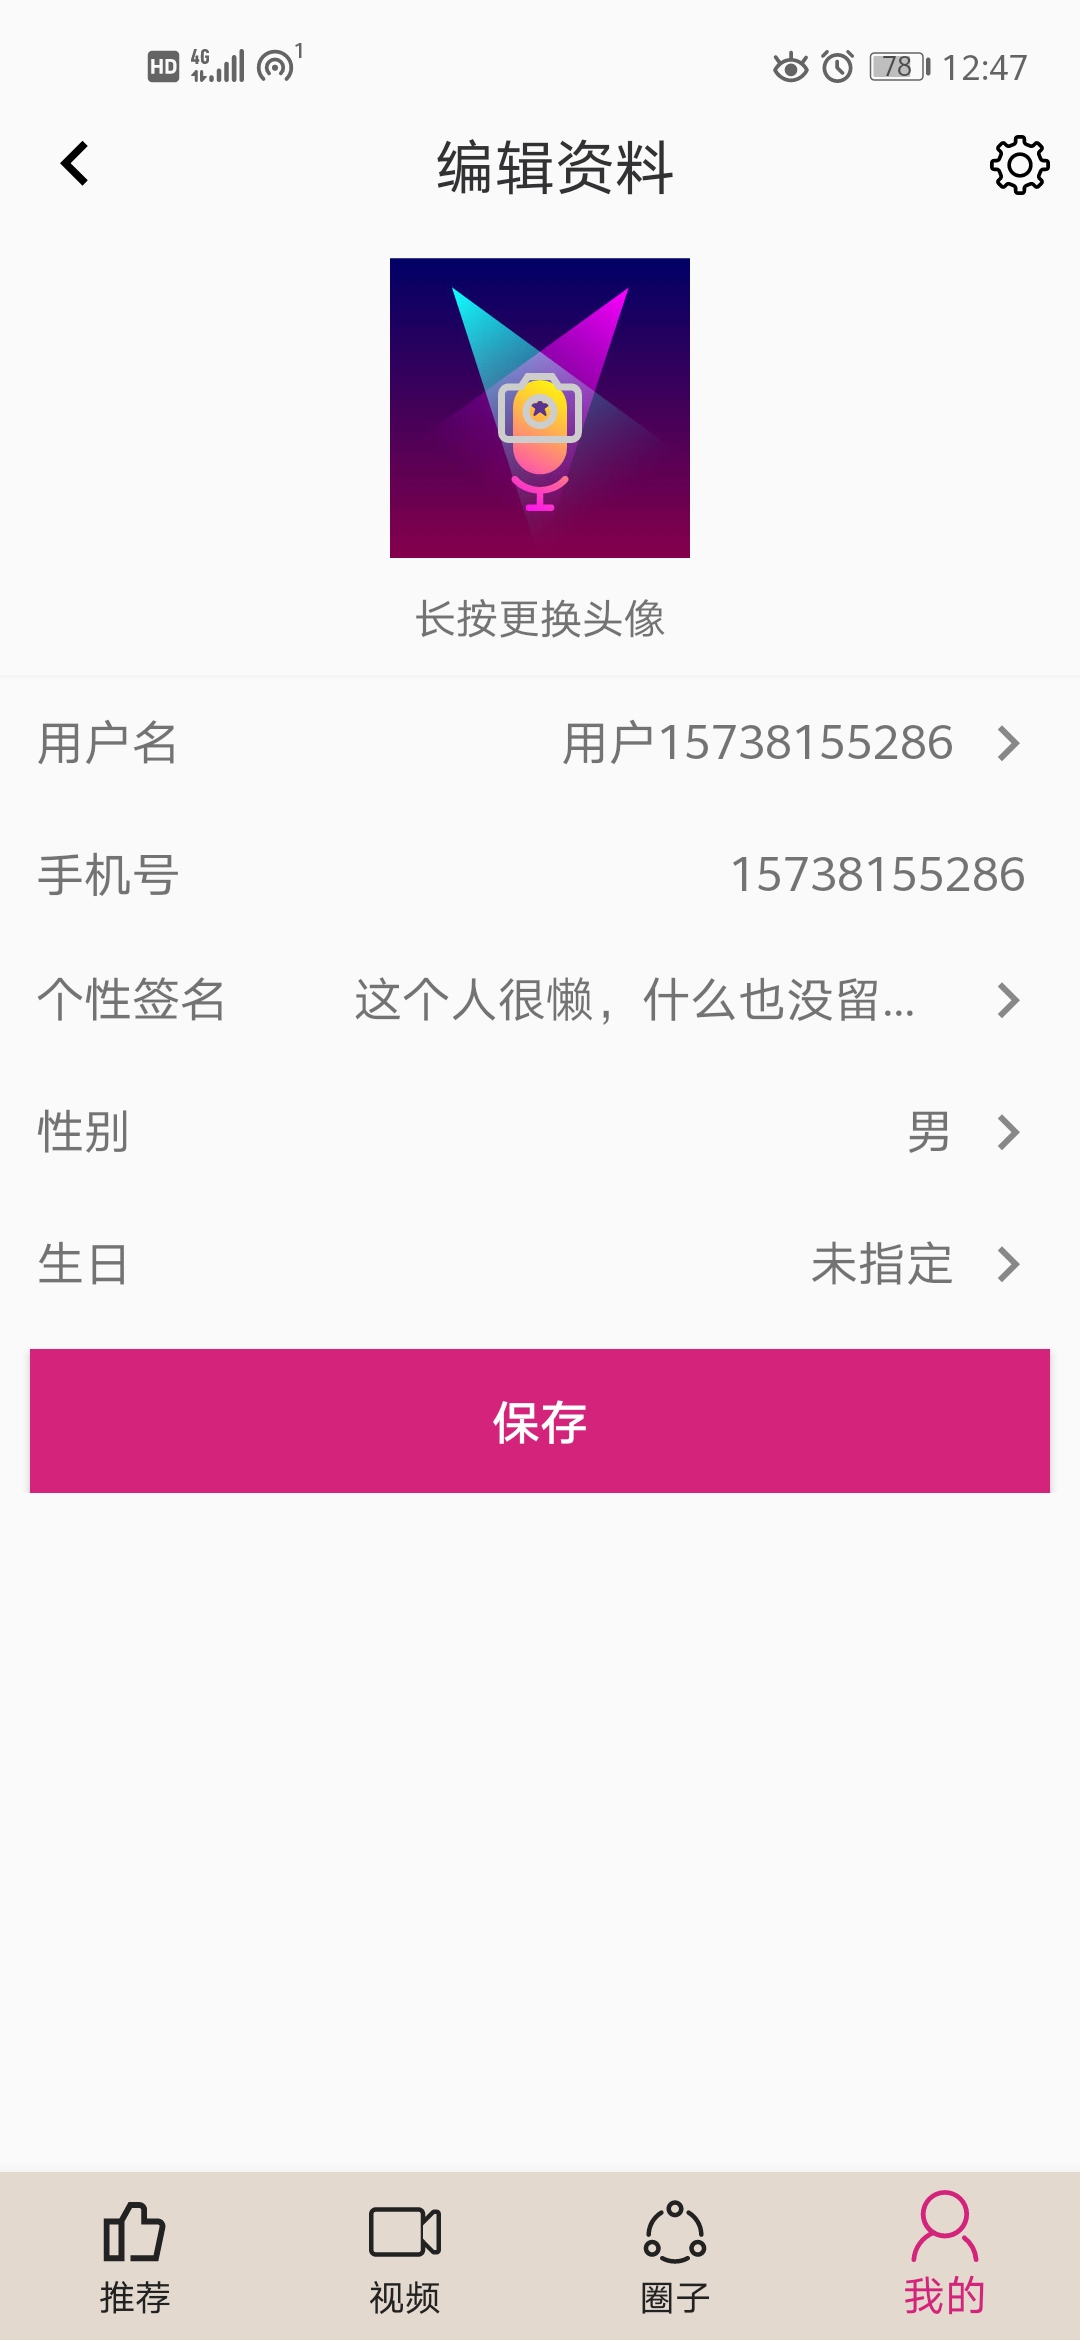 HD 4G 1 78 12:47
编辑资料
长按更换头像
用户名 用户15738155286
手机号 15738155286
个性签名 这个人很懒，什么也没留...
性别 男
生日 未指定
保存
推荐 视频 圈子 我的